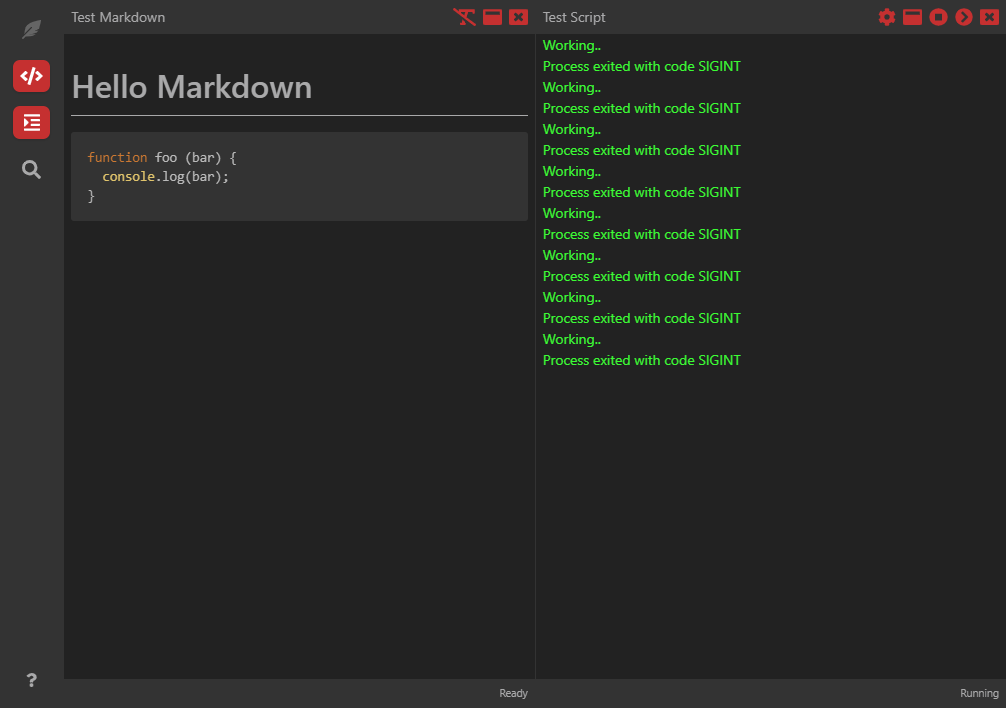 Test Markdown
Hello Markdown
function foo (bar) {
  console.log(bar);
}
Ready
Test Script
Working..
Process exited with code SIGINT
Working..
Process exited with code SIGINT
Working..
Process exited with code SIGINT
Working..
Process exited with code SIGINT
Working..
Process exited with code SIGINT
Working..
Process exited with code SIGINT
Working..
Process exited with code SIGINT
Working..
Process exited with code SIGINT
Running